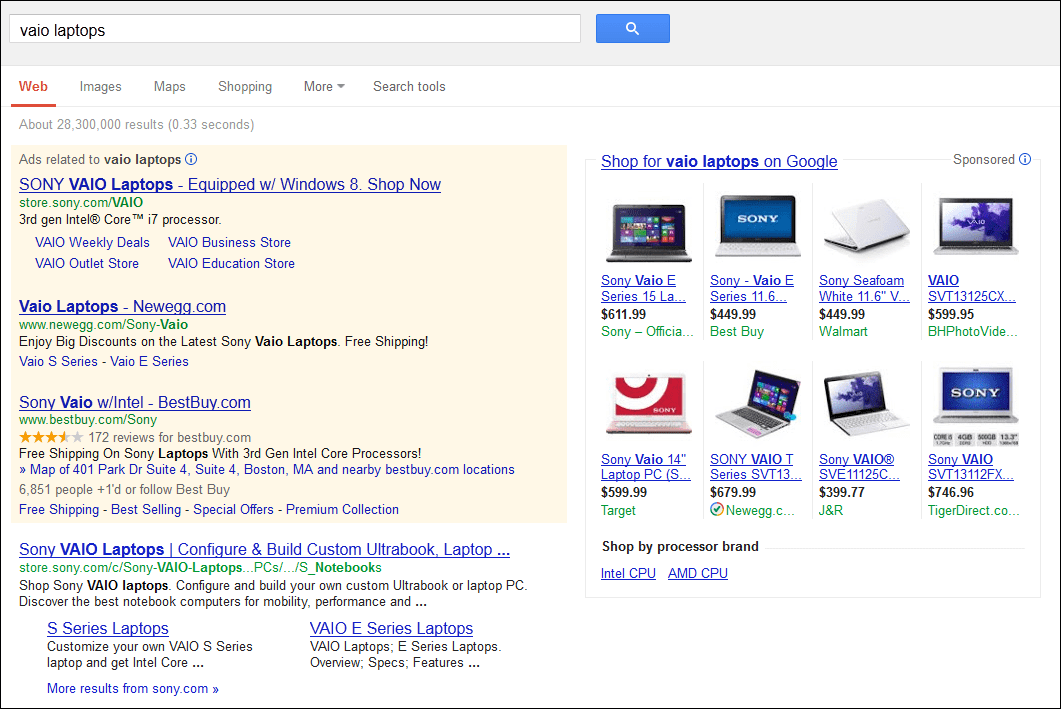 vaio laptops
Web Images Maps Shopping More Search tools
About 28,300,000 results (0.33 seconds)
Ads related to vaio laptops
SONY VAIO Laptops - Equipped w/ Windows 8. Shop Now
store.sony.com/VAIO
3rd gen Intel® Core™ i7 processor.
VAIO Weekly Deals VAIO Business Store
VAIO Outlet Store VAIO Education Store
Vaio Laptops - Newegg.com
www.newegg.com/Sony-Vaio
Enjoy Big Discounts on the Latest Sony Vaio Laptops. Free Shipping!
Vaio S Series - Vaio E Series
Sony Vaio w/Intel - BestBuy.com
www.bestbuy.com/Sony
172 reviews for bestbuy.com
Free Shipping On Sony Laptops With 3rd Gen Intel Core Processors!
» Map of 401 Park Dr Suite 4, Suite 4, Boston, MA and nearby bestbuy.com locations
6,851 people +1'd or follow Best Buy
Free Shipping - Best Selling - Special Offers - Premium Collection
Sony VAIO Laptops | Configure & Build Custom Ultrabook, Laptop ...
store.sony.com/c/Sony-VAIO-Laptops...PCs/.../S_Notebooks
Shop Sony VAIO laptops. Configure and build your own custom Ultrabook or laptop PC.
Discover the best notebook computers for mobility, performance and ...
S Series Laptops
Customize your own VAIO S Series
laptop and get Intel Core ...
VAIO E Series Laptops
VAIO Laptops; E Series Laptops.
Overview; Specs; Features ...
More results from sony.com »
Shop for vaio laptops on Google
Sponsored
SONY
VAIO
Sony Vaio E
Series 15 La...
$611.99
Sony – Officia...
Sony - Vaio E
Series 11.6...
$449.99
Best Buy
Sony Seafoam
White 11.6" V...
$449.99
Walmart
VAIO
SVT13125CX...
$599.95
BHPhotoVide...
SONY
SONY
CORE i5 4GB 500GB 13.3"
Sony Vaio 14"
Laptop PC (S...
$599.99
Target
SONY VAIO T
Series SVT13...
$679.99
Newegg.c...
Sony VAIO®
SVE11125C...
$399.77
J&R
Sony VAIO
SVT13112FX...
$746.96
TigerDirect.co...
Shop by processor brand
Intel CPU AMD CPU